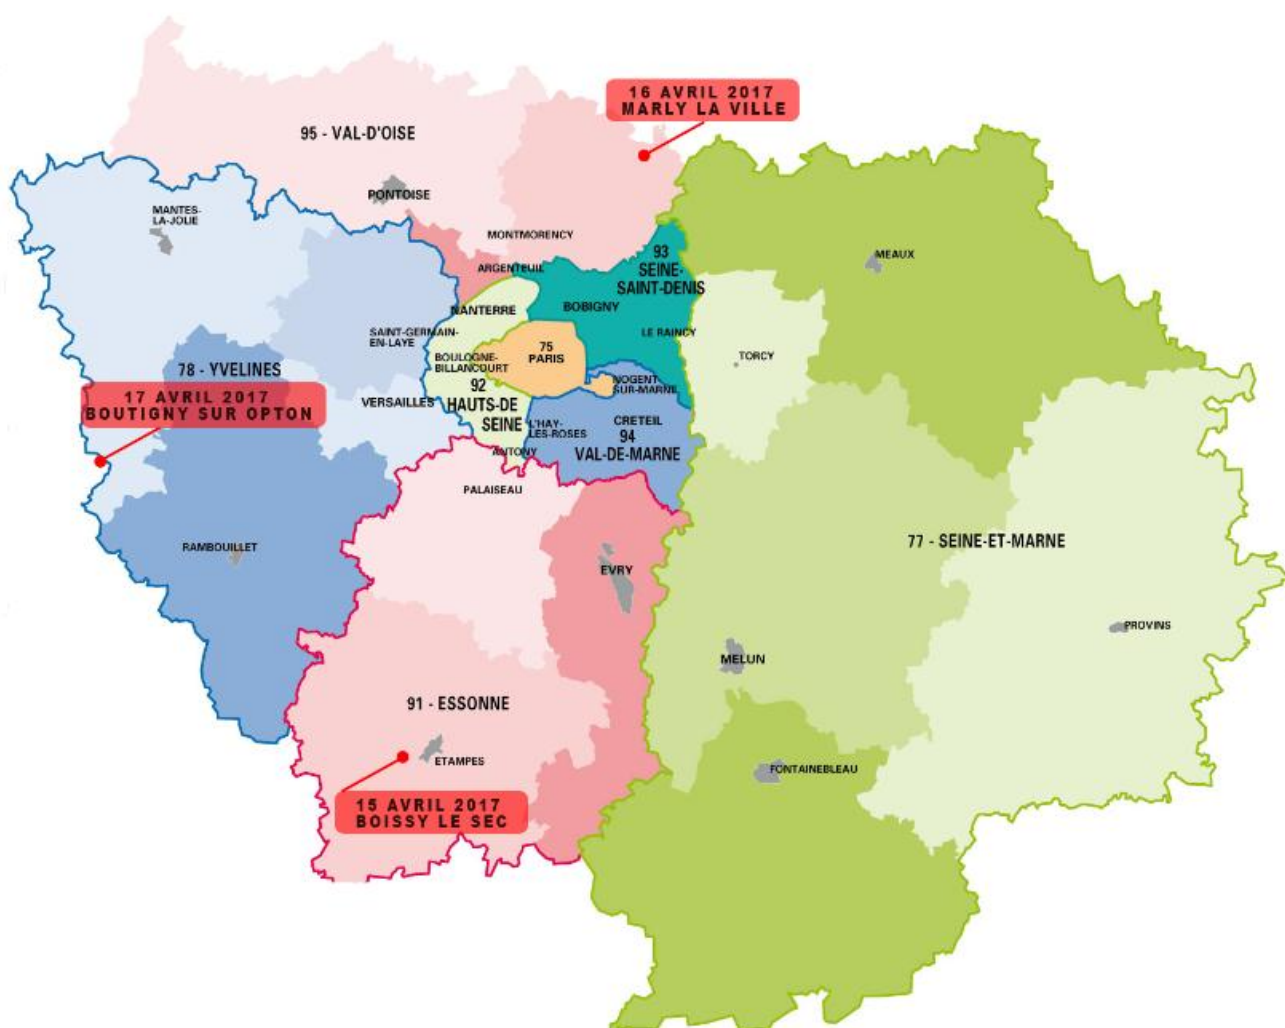 16 AVRIL 2017
MARLY LA VILLE
95 - VAL-D'OISE
PONTOISE
MANTES-
LA-JOLIE
MONTMORENCY
ARGENTEUIL
93
SEINE-
SAINT-DENIS
MEAUX
NANTERRE
BOBIGNY
SAINT-GERMAIN-
EN-LAYE
LE RAINCY
75
PARIS
TORCY
BOULOGNE-
BILLANCOURT
78 - YVELINES
17 AVRIL 2017
BOUTIGNY SUR OPTON
92
HAUTS-DE
SEINE
NOGENT
SUR-MARNE
VERSAILLES
L'HAY-
LES-ROSES
CRETEIL
94
VAL-DE-MARNE
ANTONY
PALAISEAU
RAMBOUILLET
77 - SEINE-ET-MARNE
EVRY
PROVINS
MELUN
91 - ESSONNE
ETAMPES
FONTAINEBLEAU
15 AVRIL 2017
BOISSY LE SEC